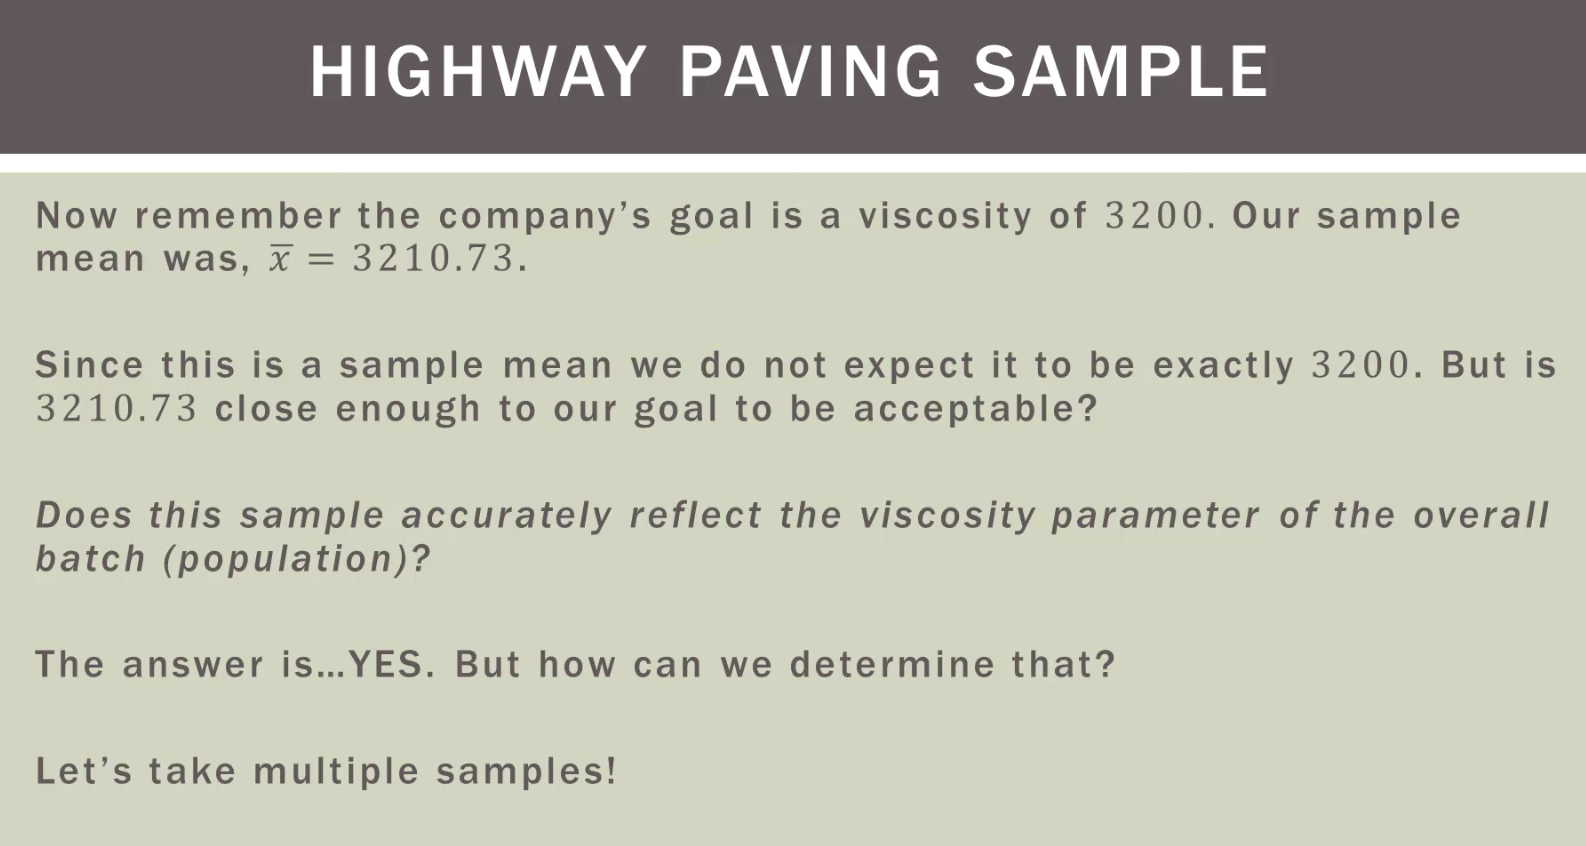 HIGHWAY PAVING SAMPLE
Now remember the company’s goal is a viscosity of 3200. Our sample
mean was, x̅ = 3210.73.
Since this is a sample mean we do not expect it to be exactly 3200. But is
3210.73 close enough to our goal to be acceptable?
Does this sample accurately reflect the viscosity parameter of the overall
batch (population)?
The answer is…YES. But how can we determine that?
Let’s take multiple samples!